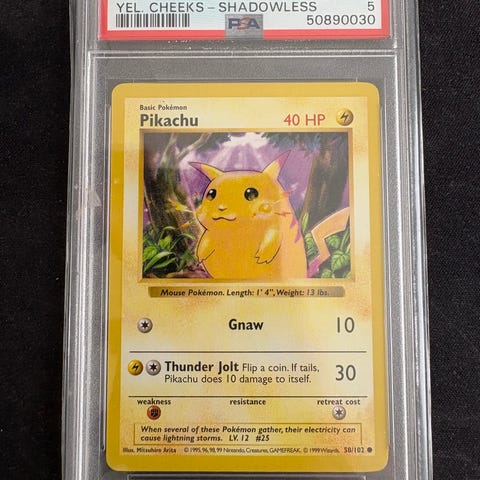 YEL. CHEEKS – SHADOWLESS 5
PSA 50890030
Basic Pokémon
Pikachu 40 HP
Mouse Pokémon. Length: 1' 4", Weight: 13 lbs.
Gnaw 10
Thunder Jolt Flip a coin. If tails,
Pikachu does 10 damage to itself. 30
weakness resistance retreat cost
When several of these Pokémon gather, their electricity can
cause lightning storms. LV. 12 #25
Illus. Mitsuhiro Arita © 1995, 96, 98, 99 Nintendo, Creatures, GAMEFREAK. © 1999 Wizards. 58/102